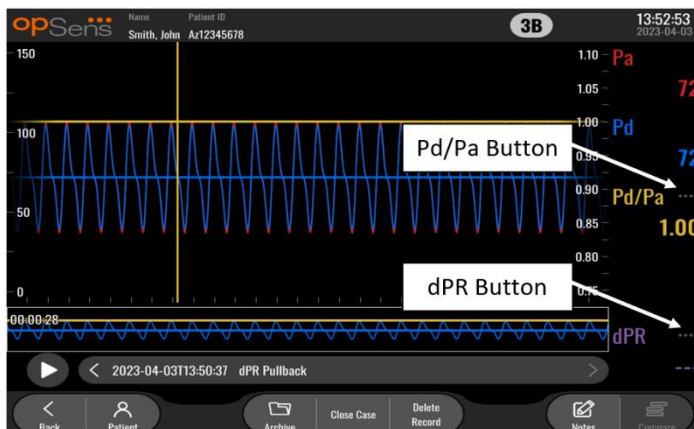 opSens
Name
Patient ID
Smith, John Az12345678
3B
13:52:53
2023-04-03
150
100
50
0
1.10
1.05
1.00
0.95
0.90
0.85
0.80
0.75
Pa
72
Pd
72
Pd/Pa
---
1.00
dPR
---
---
Pd/Pa Button
dPR Button
00:00:28
2023-04-03T13:50:37 dPR Pullback
Back
Patient
Archive
Close Case
Delete
Record
Notes
Compare